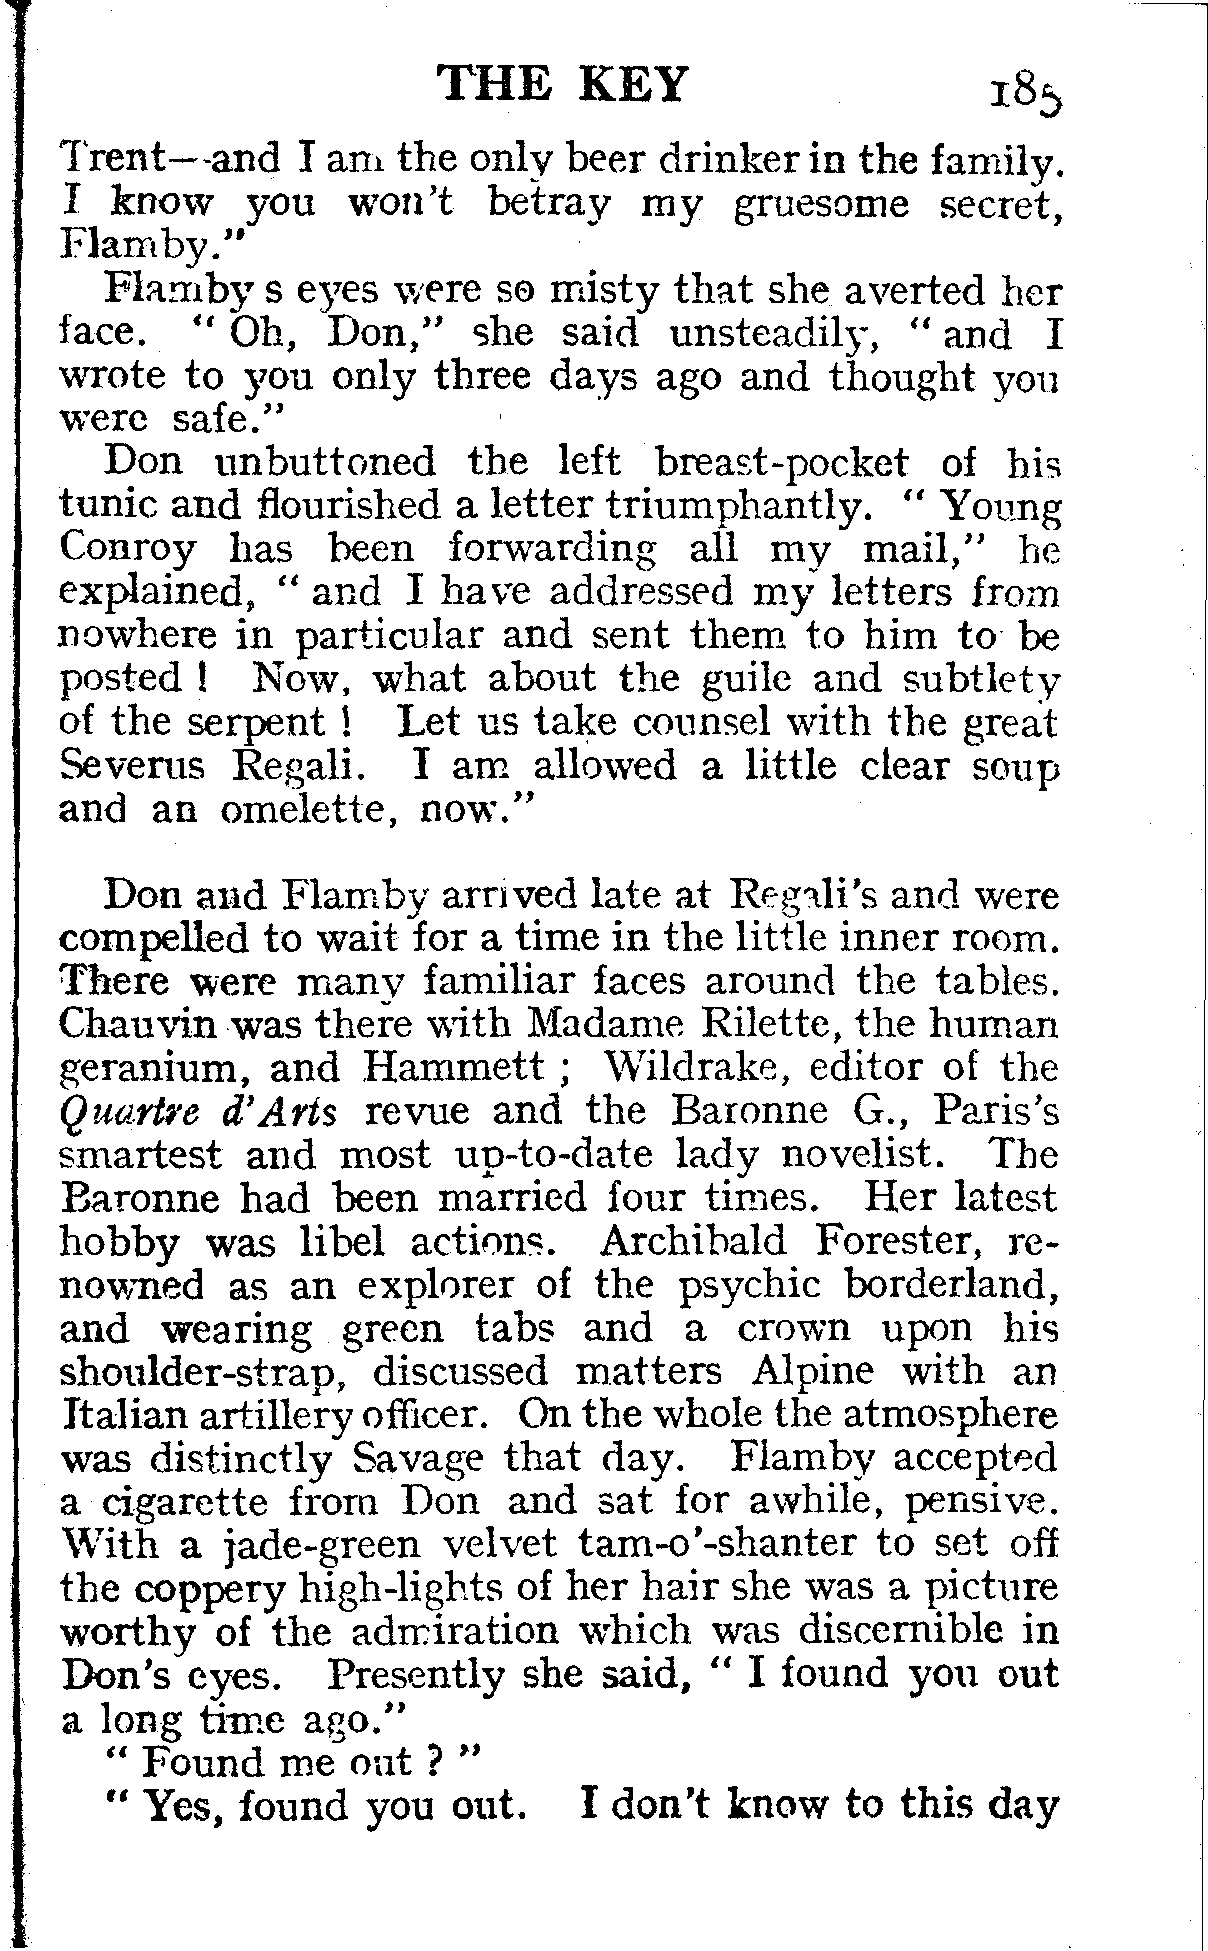 THE KEY 185
Trent—and I am the only beer drinker in the family.
I know you won't betray my gruesome secret,
Flamby."
Flamby s eyes were so misty that she averted her
face. " Oh, Don," she said unsteadily, " and I
wrote to you only three days ago and thought you
were safe."
Don unbuttoned the left breast-pocket of his
tunic and flourished a letter triumphantly. " Young
Conroy has been forwarding all my mail," he
explained, " and I have addressed my letters from
nowhere in particular and sent them to him to be
posted ! Now, what about the guile and subtlety
of the serpent ! Let us take counsel with the great
Severus Regali. I am allowed a little clear soup
and an omelette, now."
Don and Flamby arrived late at Regali's and were
compelled to wait for a time in the little inner room.
There were many familiar faces around the tables.
Chauvin was there with Madame Rilette, the human
geranium, and Hammett ; Wildrake, editor of the
Quartre d'Arts revue and the Baronne G., Paris's
smartest and most up-to-date lady novelist. The
Baronne had been married four times. Her latest
hobby was libel actions. Archibald Forester, re-
nowned as an explorer of the psychic borderland,
and wearing green tabs and a crown upon his
shoulder-strap, discussed matters Alpine with an
Italian artillery officer. On the whole the atmosphere
was distinctly Savage that day. Flamby accepted
a cigarette from Don and sat for awhile, pensive.
With a jade-green velvet tam-o'-shanter to set off
the coppery high-lights of her hair she was a picture
worthy of the admiration which was discernible in
Don's eyes. Presently she said, " I found you out
a long time ago."
" Found me out ? "
" Yes, found you out. I don't know to this day